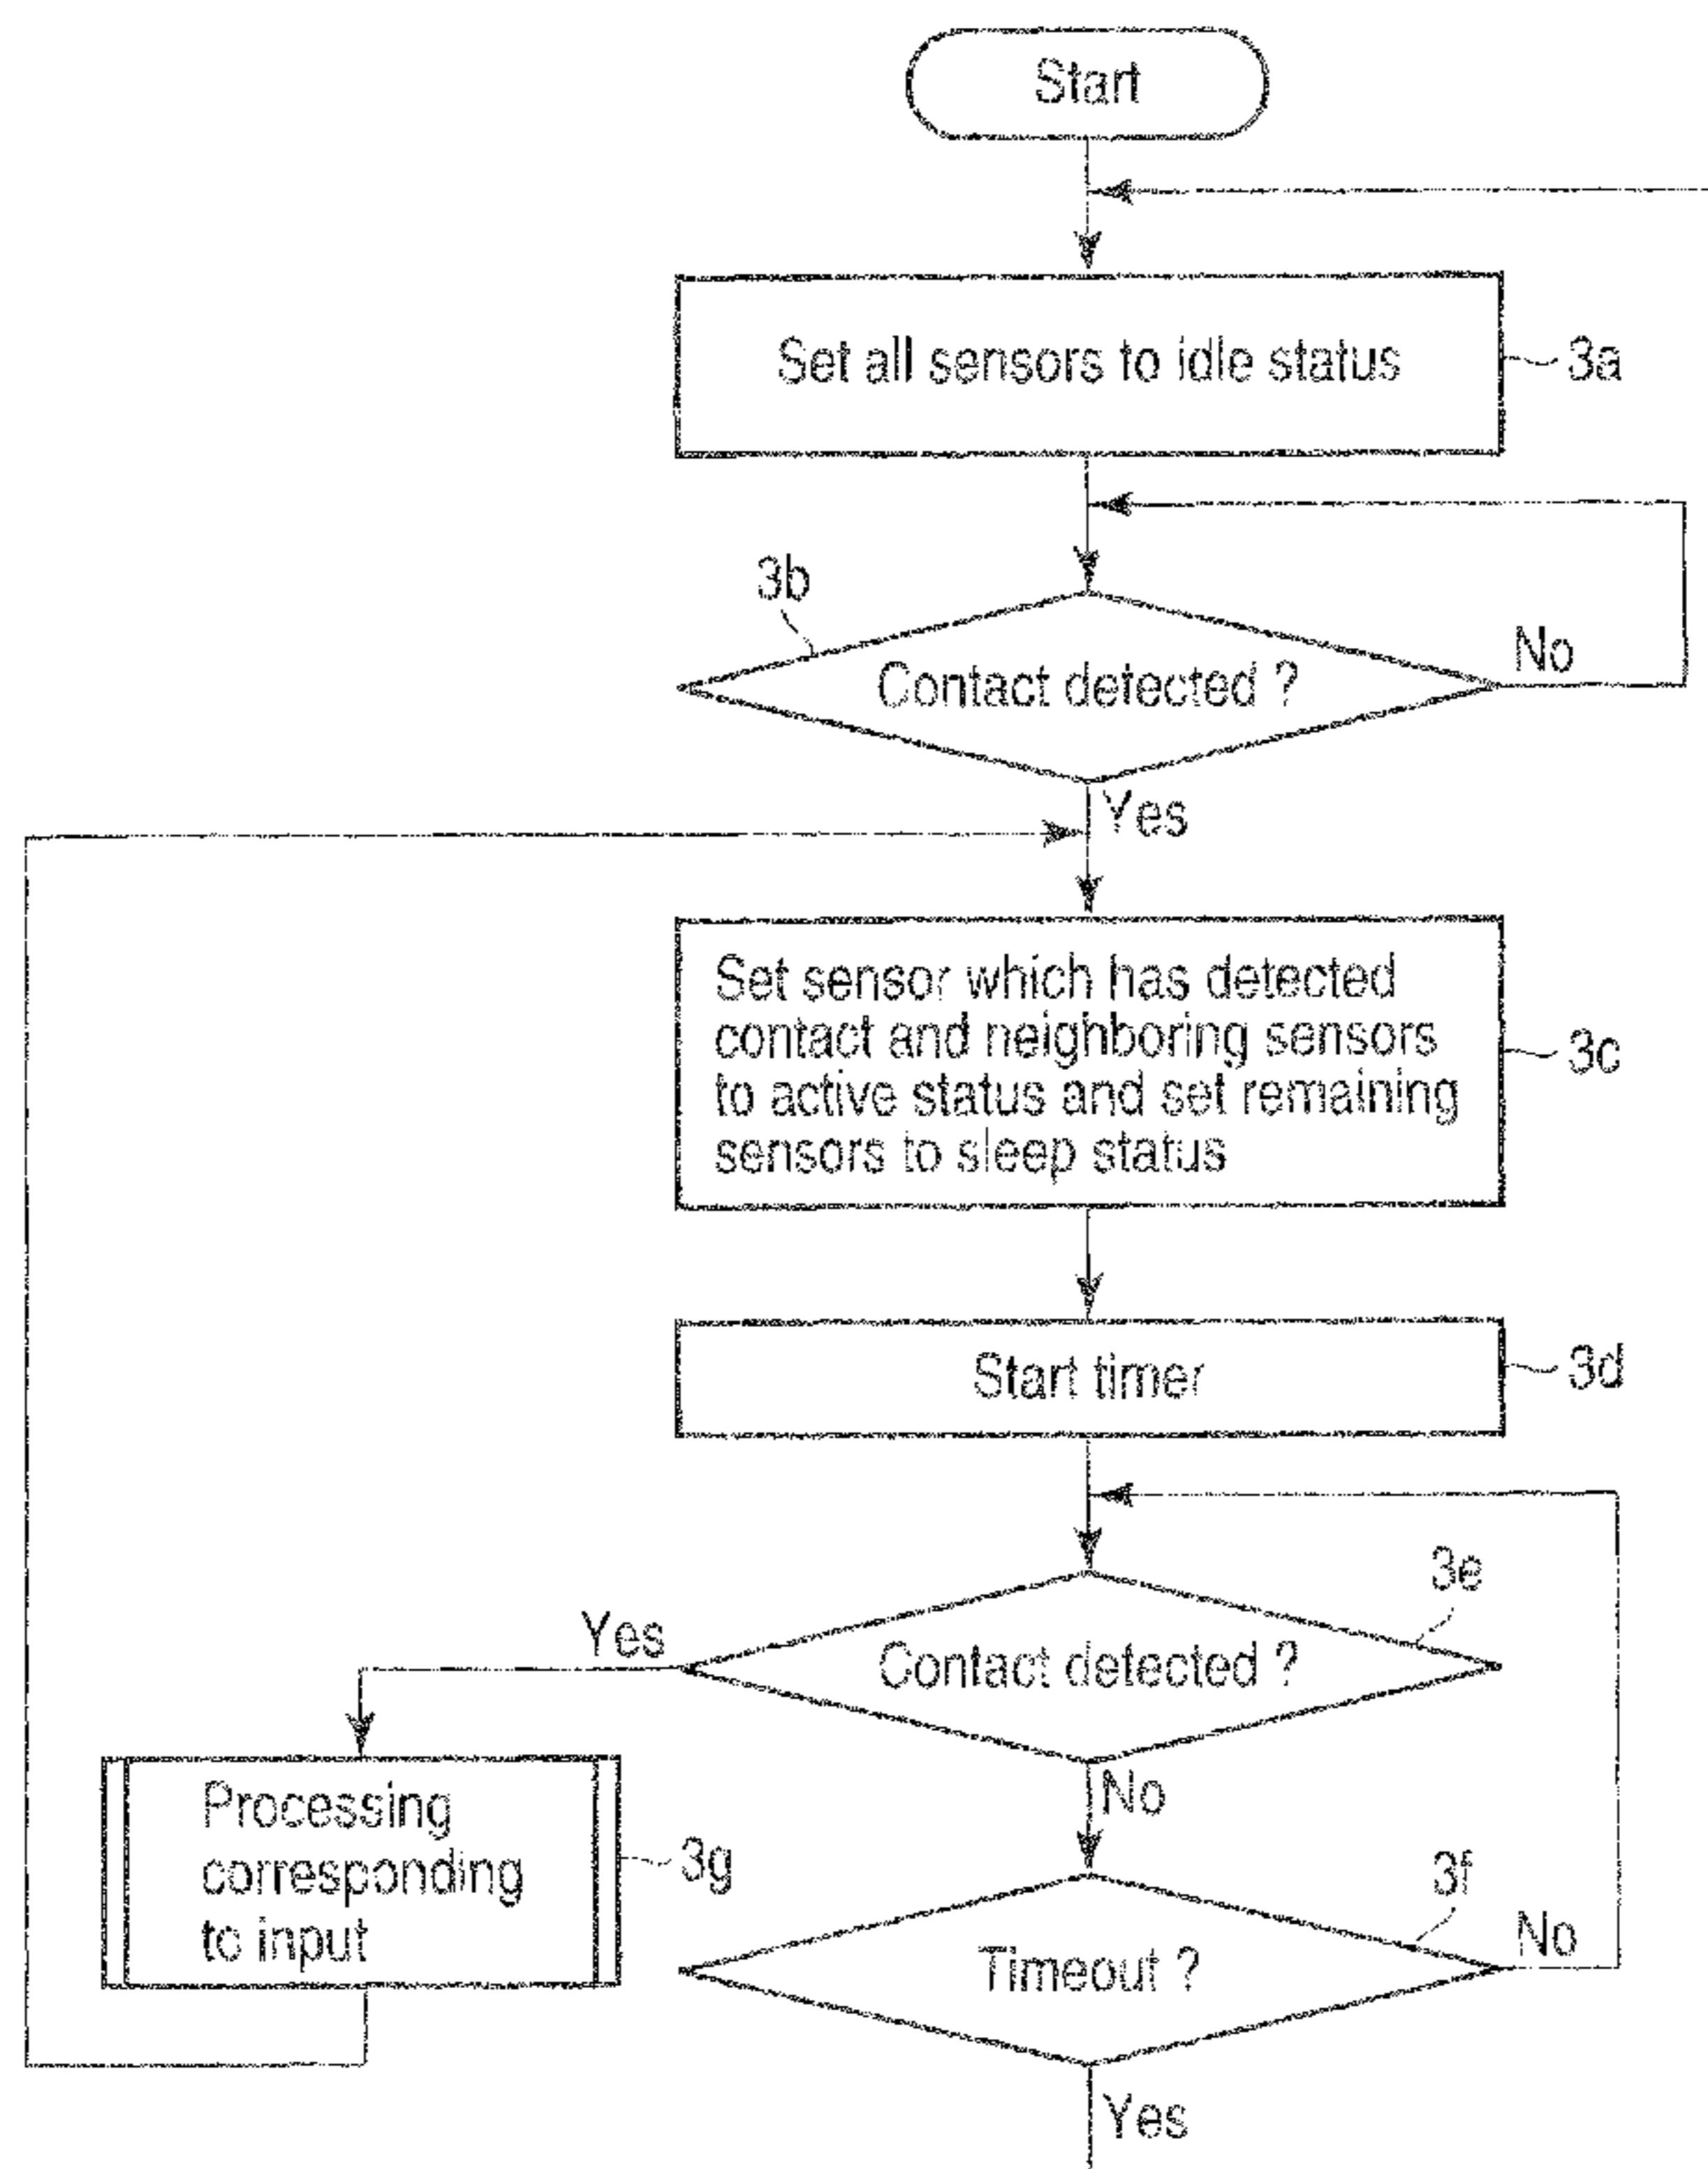 Start
Set all sensors to idle status
3a
3b
Contact detected ?
No
Yes
Set sensor which has detected
contact and neighboring sensors
to active status and set remaining
sensors to sleep status
3c
Start timer
3d
3e
Yes
Contact detected ?
No
Processing
corresponding
to input
3g
3f
Timeout ?
No
Yes